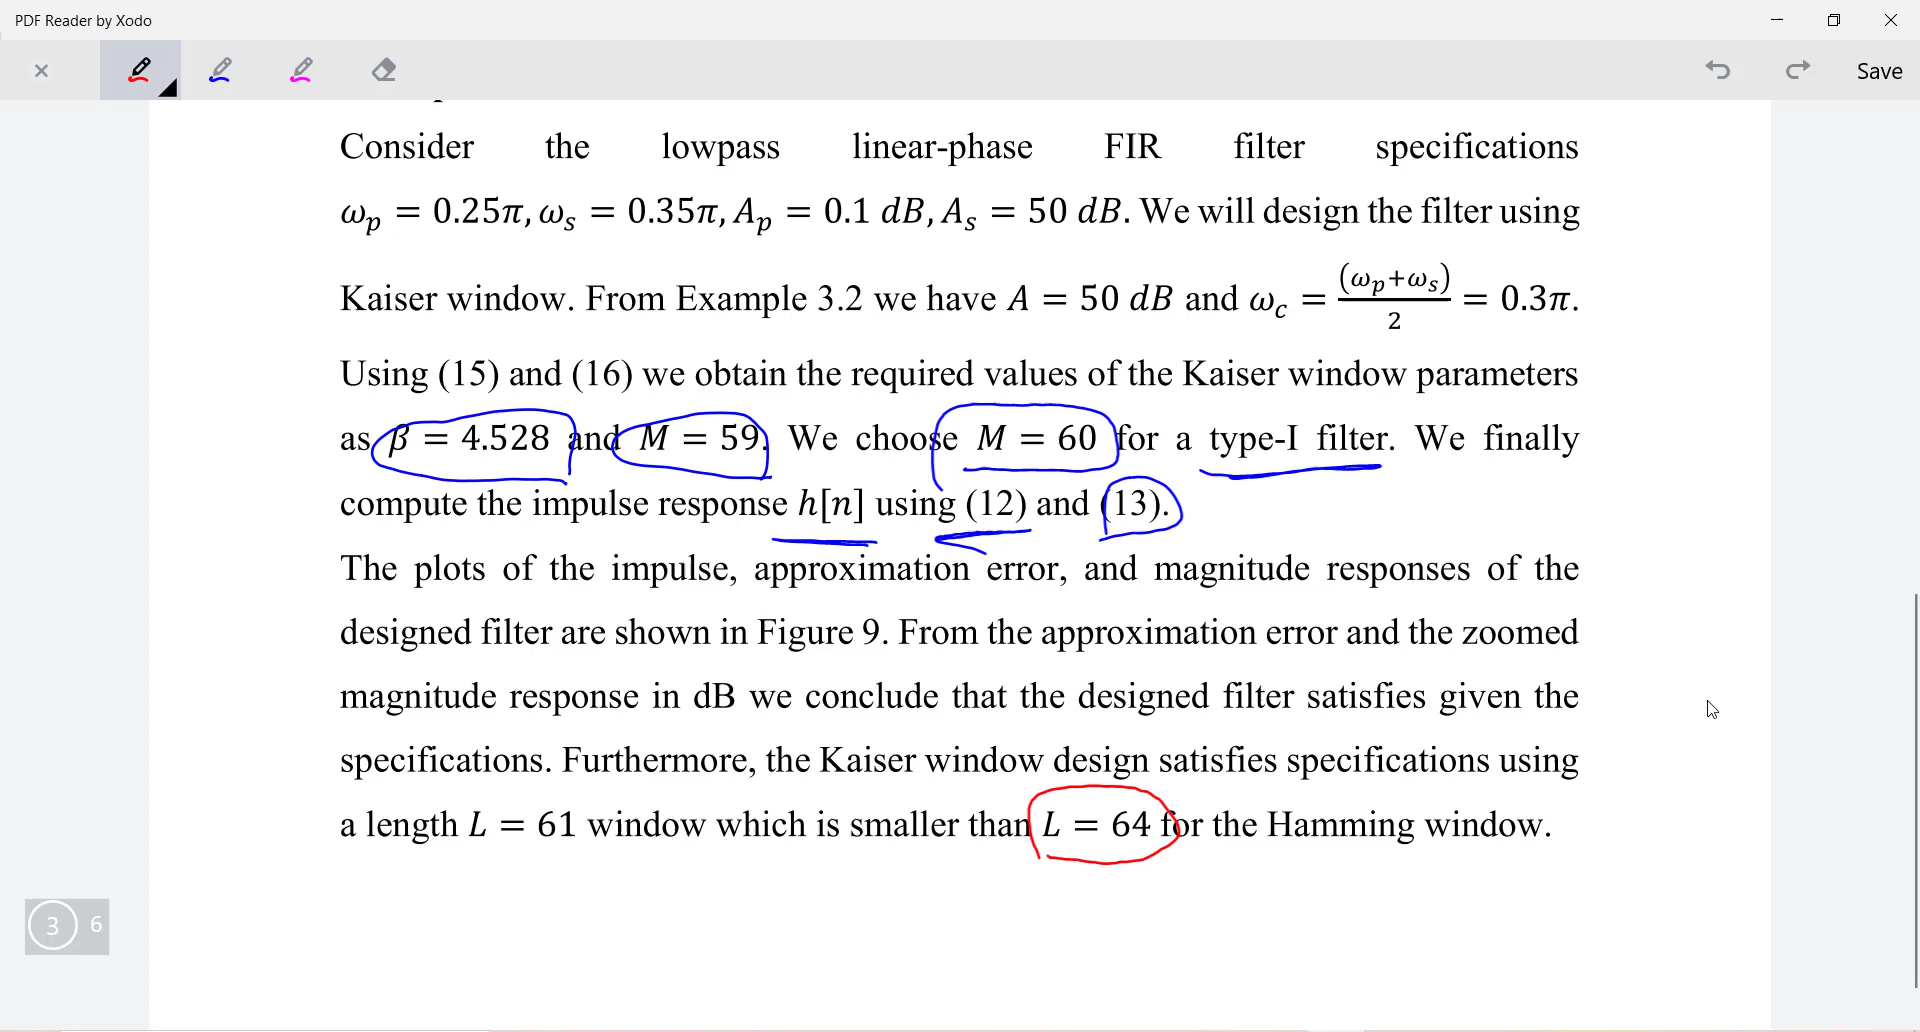 PDF Reader by Xodo
Save
Consider the lowpass linear-phase FIR filter specifications
ωp = 0.25π, ωs = 0.35π, Ap = 0.1 dB, As = 50 dB. We will design the filter using
Kaiser window. From Example 3.2 we have A = 50 dB and ωc = (ωp+ωs)/2 = 0.3π.
Using (15) and (16) we obtain the required values of the Kaiser window parameters
as β = 4.528 and M = 59. We choose M = 60 for a type-I filter. We finally
compute the impulse response h[n] using (12) and (13).
The plots of the impulse, approximation error, and magnitude responses of the
designed filter are shown in Figure 9. From the approximation error and the zoomed
magnitude response in dB we conclude that the designed filter satisfies given the
specifications. Furthermore, the Kaiser window design satisfies specifications using
a length L = 61 window which is smaller than L = 64 for the Hamming window.
3 6